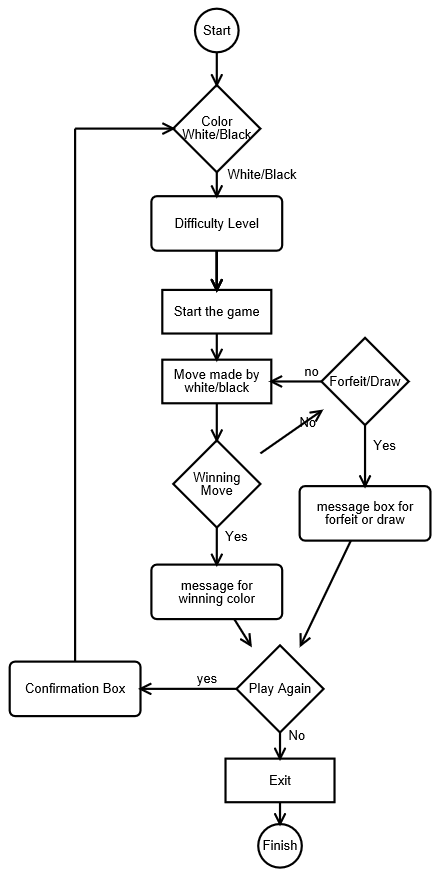 Start
Color
White/Black
White/Black
Difficulty Level
Start the game
Move made by
white/black
no
Forfeit/Draw
No
Yes
Winning
Move
message box for
forfeit or draw
Yes
message for
winning color
Confirmation Box
yes
Play Again
No
Exit
Finish